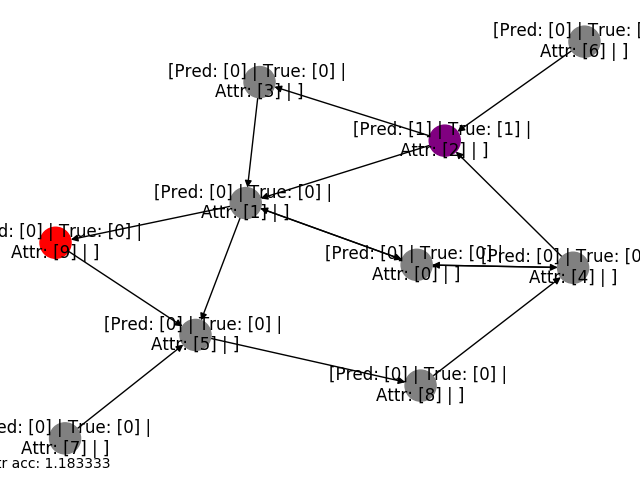 [Pred: [0] | True: [
Attr: [6] | ]
[Pred: [0] | True: [0] |
Attr: [3] | ]
[Pred: [1] | True: [1] |
Attr: [2] | ]
[Pred: [0] | True: [0] |
Attr: [1] | ]
d: [0] | True: [0] |
Attr: [9] | ]
[Pred: [0] | True: [0] |
Attr: [0] | ]
[Pred: [0] | True: [0
Attr: [4] | ]
[Pred: [0] | True: [0] |
Attr: [5] | ]
[Pred: [0] | True: [0] |
Attr: [8] | ]
ed: [0] | True: [0] |
Attr: [7] | ]
tr acc: 1.183333